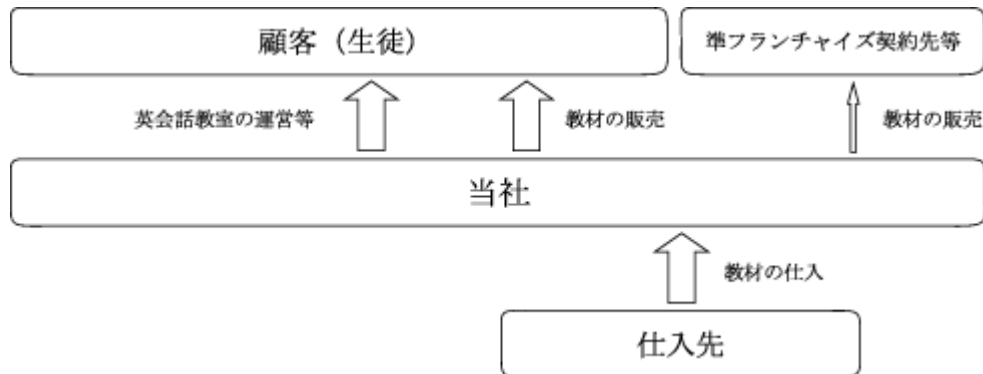 顧客（生徒）
準フランチャイズ契約先等
英会話教室の運営等
教材の販売
教材の販売
当社
教材の仕入
仕入先